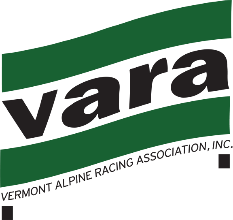 vara
VERMONT ALPINE RACING ASSOCIATION, INC.